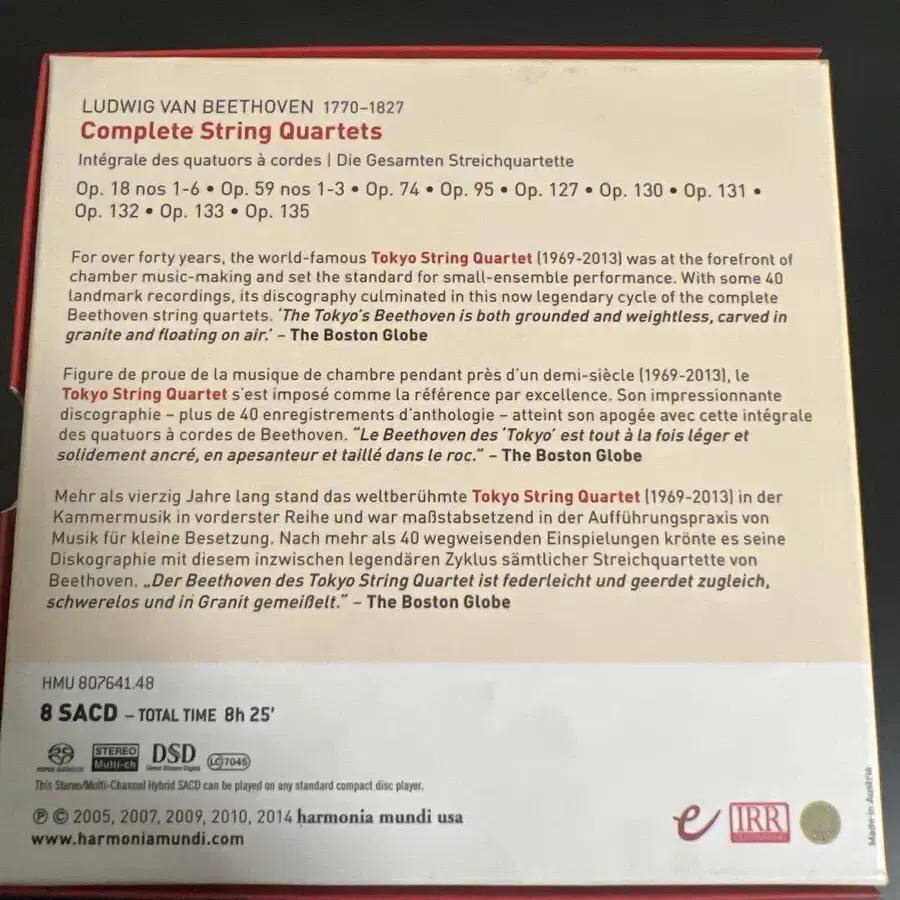 LUDWIG VAN BEETHOVEN 1770–1827
Complete String Quartets
Intégrale des quatuors à cordes | Die Gesamten Streichquartette
Op. 18 nos 1-6 • Op. 59 nos 1-3 • Op. 74 • Op. 95 • Op. 127 • Op. 130 • Op. 131 •
Op. 132 • Op. 133 • Op. 135
For over forty years, the world-famous Tokyo String Quartet (1969-2013) was at the forefront of
chamber music-making and set the standard for small-ensemble performance. With some 40
landmark recordings, its discography culminated in this now legendary cycle of the complete
Beethoven string quartets. 'The Tokyo's Beethoven is both grounded and weightless, carved in
granite and floating on air.' – The Boston Globe
Figure de proue de la musique de chambre pendant près d'un demi-siècle (1969-2013), le
Tokyo String Quartet s'est imposé comme la référence par excellence. Son impressionnante
discographie – plus de 40 enregistrements d'anthologie – atteint son apogée avec cette intégrale
des quatuors à cordes de Beethoven. "Le Beethoven des 'Tokyo' est tout à la fois léger et
solidement ancré, en apesanteur et taillé dans le roc." – The Boston Globe
Mehr als vierzig Jahre lang stand das weltberühmte Tokyo String Quartet (1969-2013) in der
Kammermusik in vorderster Reihe und war maßstabsetzend in der Aufführungspraxis von
Musik für kleine Besetzung. Nach mehr als 40 wegweisenden Einspielungen krönte es seine
Diskographie mit diesem inzwischen legendären Zyklus sämtlicher Streichquartette von
Beethoven. „Der Beethoven des Tokyo String Quartet ist federleicht und geerdet zugleich,
schwerelos und in Granit gemeißelt." – The Boston Globe
HMU 807641.48
8 SACD – TOTAL TIME 8h 25'
SUPER AUDIO CD
STEREO
Multi-ch
DSD
Direct Stream Digital
LC 7045
This Stereo/Multi-Channel Hybrid SACD can be played on any standard compact disc player.
℗ © 2005, 2007, 2009, 2010, 2014 harmonia mundi usa
www.harmoniamundi.com
e
IRR
Made in Austria